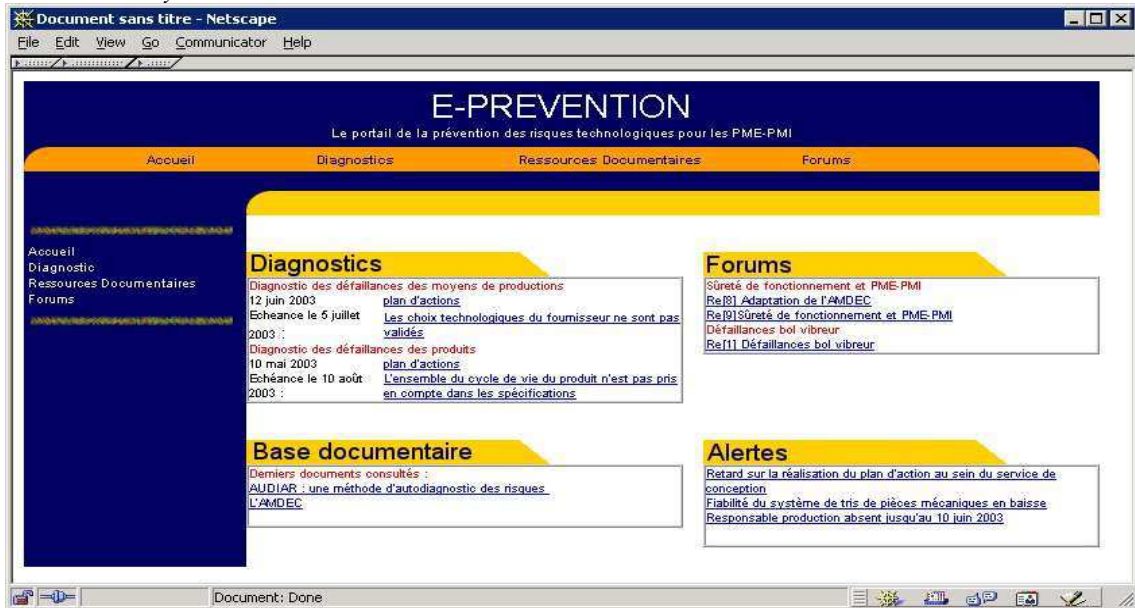 Document sans titre - Netscape
File Edit View Go Communicator Help
E-PREVENTION
Le portail de la prévention des risques technologiques pour les PME-PMI
Accueil Diagnostics Ressources Documentaires Forums
Accueil
Diagnostic
Ressources Documentaires
Forums
Diagnostics
Diagnostic des défaillances des moyens de productions
12 juin 2003 plan d'actions
Echeance le 5 juillet Les choix technologiques du fournisseur ne sont pas
2003 : validés
Diagnostic des défaillances des produits
10 mai 2003 plan d'actions
Echéance le 10 août L'ensemble du cycle de vie du produit n'est pas pris
2003 : en compte dans les spécifications
Forums
Sûreté de fonctionnement et PME-PMI
Re[8] Adaptation de l'AMDEC
Re[9]Sûreté de fonctionnement et PME-PMI
Défaillances bol vibreur
Re[1] Défaillances bol vibreur
Base documentaire
Derniers documents consultés :
AUDIAR : une méthode d'autodiagnostic des risques
L'AMDEC
Alertes
Retard sur la réalisation du plan d'action au sein du service de
conception
Fiabilité du système de tris de pièces mécaniques en baisse
Responsable production absent jusqu'au 10 juin 2003
Document: Done